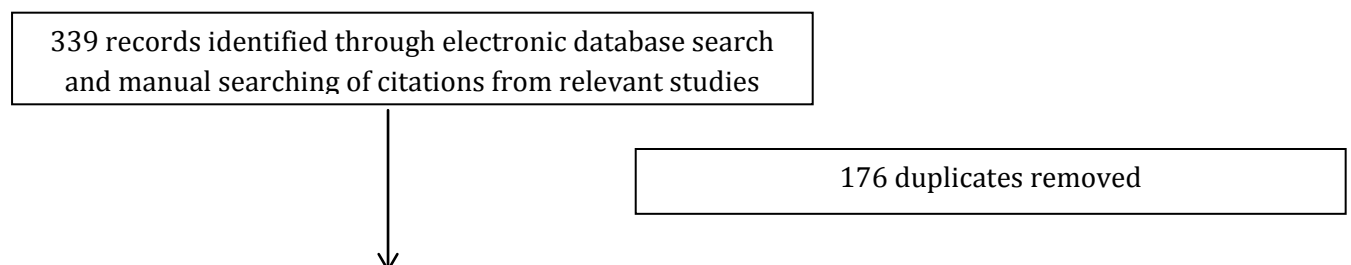 339 records identified through electronic database search
and manual searching of citations from relevant studies
176 duplicates removed